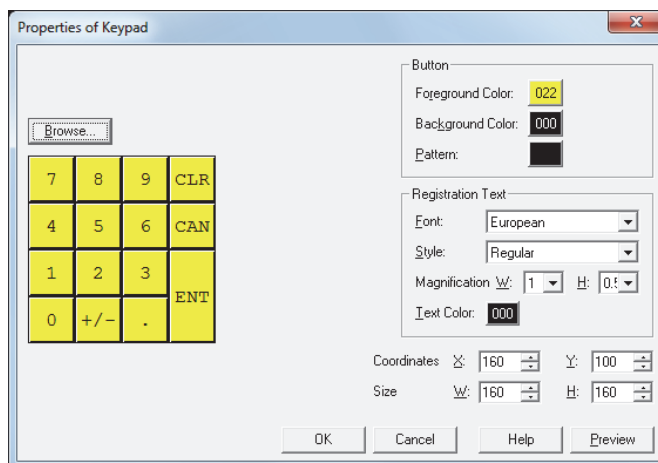 Properties of Keypad
Browse...
7 8 9 CLR
4 5 6 CAN
1 2 3
ENT
0 +/- .
Button
Foreground Color: 022
Background Color: 000
Pattern:
Registration Text
Font: European
Style: Regular
Magnification W: 1 H: 0.5
Text Color: 000
Coordinates X: 160 Y: 100
Size W: 160 H: 160
OK Cancel Help Preview